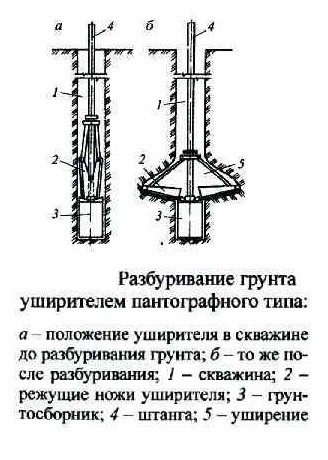 а
4
б
4
1
1
2
2
5
3
3
Разбуривание грунта
уширителем пантографного типа:
а – положение уширителя в скважине
до разбуривания грунта; б – то же по-
сле разбуривания; 1 – скважина; 2 –
режущие ножи уширителя; 3 – грун-
тосборник; 4 – штанга; 5 – уширение